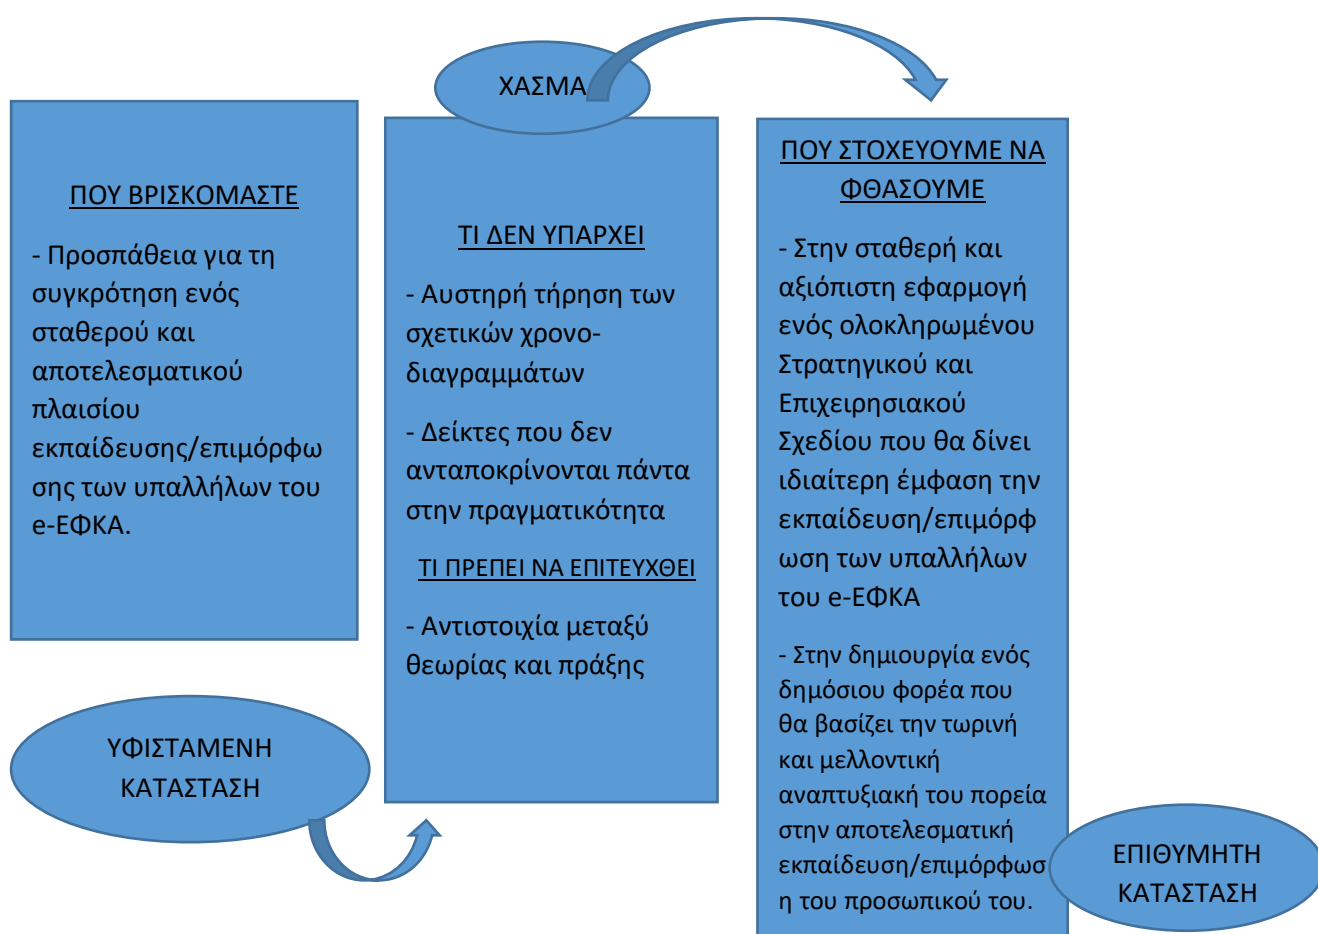 ΠΟΥ ΒΡΙΣΚΟΜΑΣΤΕ
- Προσπάθεια για τη
συγκρότηση ενός
σταθερού και
αποτελεσματικού
πλαισίου
εκπαίδευσης/επιμόρφω
σης των υπαλλήλων του
e-ΕΦΚΑ.
ΥΦΙΣΤΑΜΕΝΗ
ΚΑΤΑΣΤΑΣΗ
ΧΑΣΜΑ
ΤΙ ΔΕΝ ΥΠΑΡΧΕΙ
- Αυστηρή τήρηση των
σχετικών χρονο-
διαγραμμάτων
- Δείκτες που δεν
ανταποκρίνονται πάντα
στην πραγματικότητα
ΤΙ ΠΡΕΠΕΙ ΝΑ ΕΠΙΤΕΥΧΘΕΙ
- Αντιστοιχία μεταξύ
θεωρίας και πράξης
ΠΟΥ ΣΤΟΧΕΥΟΥΜΕ ΝΑ
ΦΘΑΣΟΥΜΕ
- Στην σταθερή και
αξιόπιστη εφαρμογή
ενός ολοκληρωμένου
Στρατηγικού και
Επιχειρησιακού
Σχεδίου που θα δίνει
ιδιαίτερη έμφαση την
εκπαίδευση/επιμόρφ
ωση των υπαλλήλων
του e-ΕΦΚΑ
- Στην δημιουργία ενός
δημόσιου φορέα που
θα βασίζει την τωρινή
και μελλοντική
αναπτυξιακή του πορεία
στην αποτελεσματική
εκπαίδευση/επιμόρφωσ
η του προσωπικού του.
ΕΠΙΘΥΜΗΤΗ
ΚΑΤΑΣΤΑΣΗ